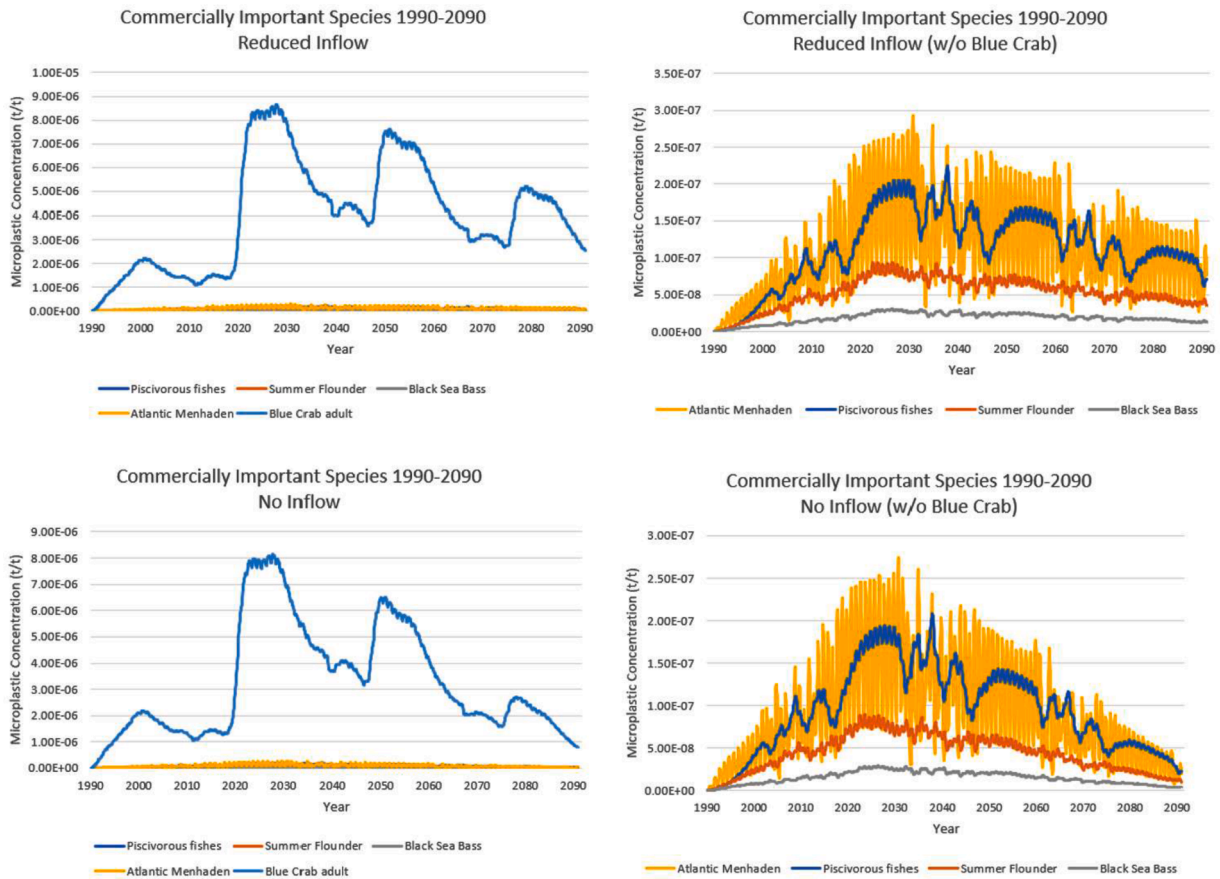 Commercially Important Species 1990-2090
Reduced Inflow
1.00E-05
9.00E-06
8.00E-06
7.00E-06
6.00E-06
5.00E-06
4.00E-06
3.00E-06
2.00E-06
1.00E-06
0.00E+00
Microplastic Concentration (t/t)
1990 2000 2010 2020 2030 2040 2050 2060 2070 2080 2090
Year
Piscivorous fishes Summer Flounder Black Sea Bass
Atlantic Menhaden Blue Crab adult
Commercially Important Species 1990-2090
Reduced Inflow (w/o Blue Crab)
3.50E-07
3.00E-07
2.50E-07
2.00E-07
1.50E-07
1.00E-07
5.00E-08
0.00E+00
Microplastic Concentration (t/t)
1990 2000 2010 2020 2030 2040 2050 2060 2070 2080 2090
Year
Atlantic Menhaden Piscivorous fishes Summer Flounder Black Sea Bass
Commercially Important Species 1990-2090
No Inflow
9.00E-06
8.00E-06
7.00E-06
6.00E-06
5.00E-06
4.00E-06
3.00E-06
2.00E-06
1.00E-06
0.00E+00
Microplastic Concentration (t/t)
1990 2000 2010 2020 2030 2040 2050 2060 2070 2080 2090
Year
Piscivorous fishes Summer Flounder Black Sea Bass
Atlantic Menhaden Blue Crab adult
Commercially Important Species 1990-2090
No Inflow (w/o Blue Crab)
3.00E-07
2.50E-07
2.00E-07
1.50E-07
1.00E-07
5.00E-08
0.00E+00
Microplastic Concentration (t/t)
1990 2000 2010 2020 2030 2040 2050 2060 2070 2080 2090
Year
Atlantic Menhaden Piscivorous fishes Summer Flounder Black Sea Bass